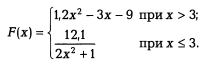 F(x) = { 1,2x² − 3x − 9 при x > 3;
12,1 / (2x² + 1) при x ≤ 3.